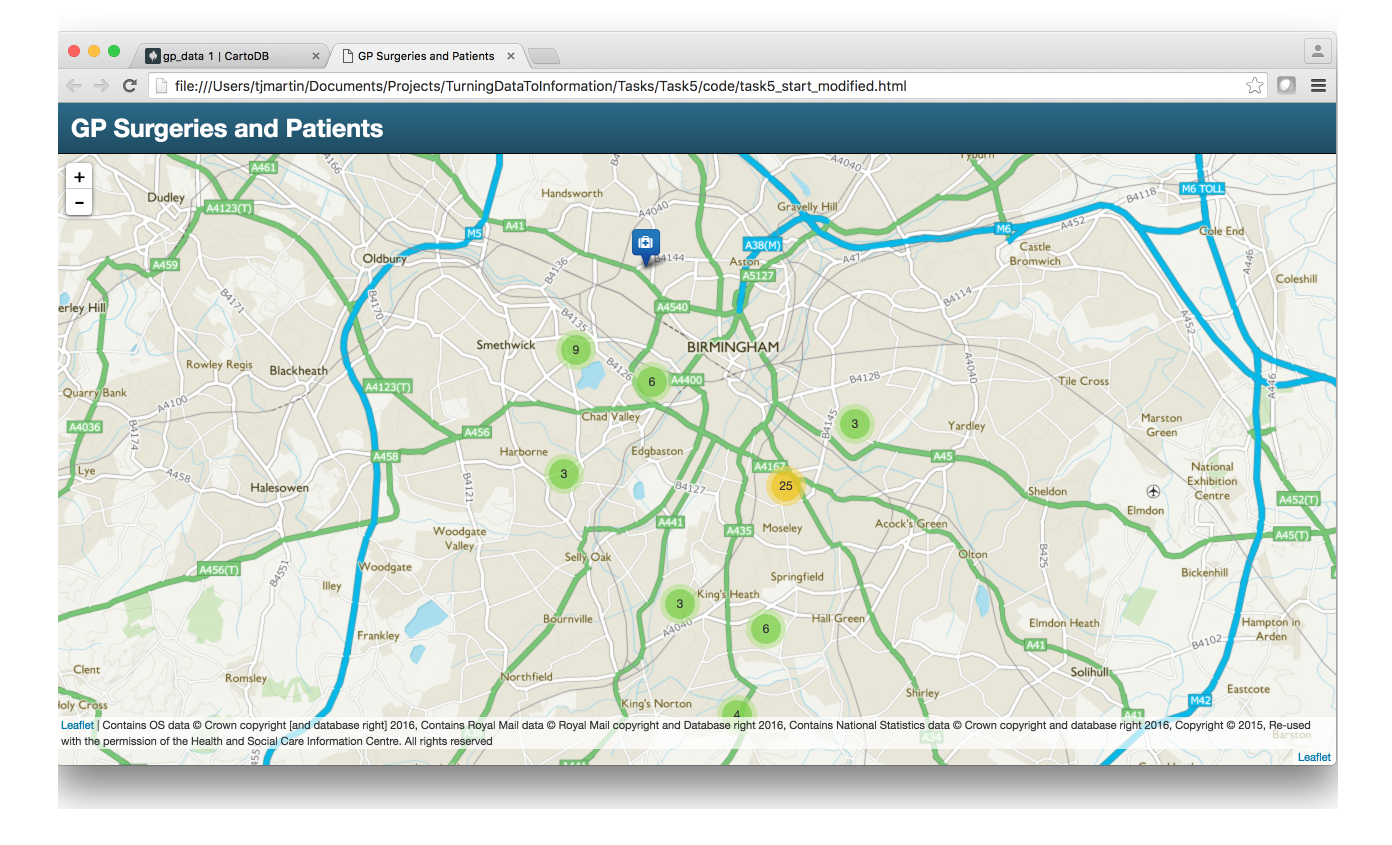 gp_data 1 | CartoDB
GP Surgeries and Patients
file:///Users/tjmartin/Documents/Projects/TurningDataToInformation/Tasks/Task5/code/task5_start_modified.html
GP Surgeries and Patients
+
−
A461
A4040
Dudley
Handsworth
M6 TOLL
B4118
A4123(T)
A4040
Gravelly Hill
A41
A452
M5
M6
Cole End
A38(M)
Castle
Bromwich
Oldbury
B4144
Aston
A47
A459
B4136
A5127
A446
Coleshill
B4171
B4170
B4114
erley Hill
A4540
B4135
A452
Smethwick
9
BIRMINGHAM
Rowley Regis
Blackheath
B4126
6
A4400
B4128
A4040
Tile Cross
A446
Quarry Bank
A4123(T)
A4100
Chad Valley
Marston
Green
A4036
B4174
A456
3
B4145
Yardley
Harborne
Edgbaston
A458
A45
Lye
A458
3
A4167
National
Exhibition
Centre
Halesowen
B4121
B4127
25
Sheldon
A452(T)
Elmdon
A441
A435
Moseley
Acock's Green
Woodgate
Valley
A45(T)
Selly Oak
Olton
B425
A456(T)
B4551
Woodgate
Illey
Springfield
Bickenhill
3
King's Heath
Bournville
A4040
6
Hall Green
Elmdon Heath
Hampton in
Arden
Frankley
A41
B4102
Clent
Romsley
Northfield
Solihull
Shirley
Eastcote
Holy Cross
King's Norton
4
M42
A41
Leaflet | Contains OS data © Crown copyright [and database right] 2016, Contains Royal Mail data © Royal Mail copyright and Database right 2016, Contains National Statistics data © Crown copyright and database right 2016, Copyright © 2015, Re-used
with the permission of the Health and Social Care Information Centre. All rights reserved
A34
Barston
A441
Leaflet